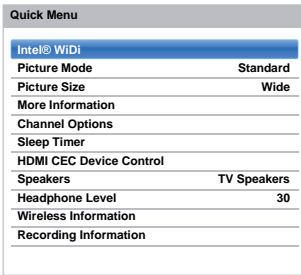 Quick Menu
Intel® WiDi
Picture Mode Standard
Picture Size Wide
More Information
Channel Options
Sleep Timer
HDMI CEC Device Control
Speakers TV Speakers
Headphone Level 30
Wireless Information
Recording Information